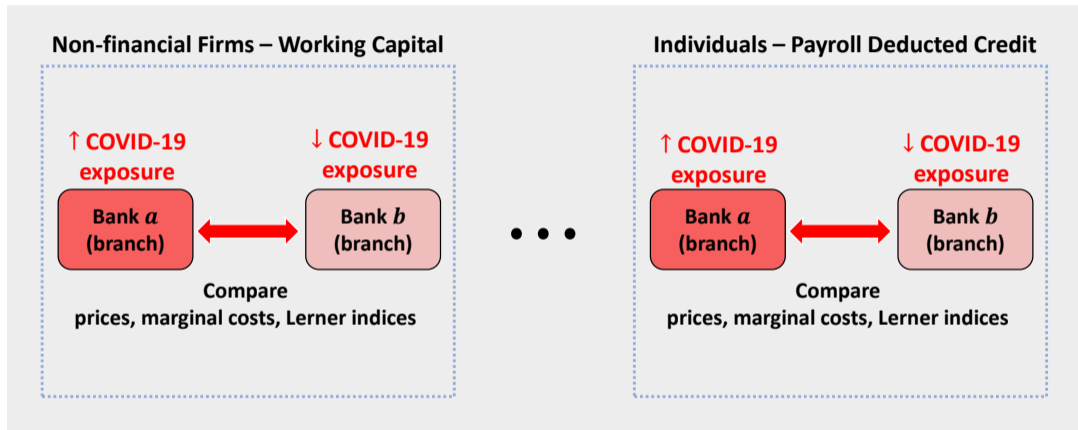 Non-financial Firms – Working Capital
↑ COVID-19
exposure
↓ COVID-19
exposure
Bank a
(branch)
Bank b
(branch)
Compare
prices, marginal costs, Lerner indices
• • •
Individuals – Payroll Deducted Credit
↑ COVID-19
exposure
↓ COVID-19
exposure
Bank a
(branch)
Bank b
(branch)
Compare
prices, marginal costs, Lerner indices